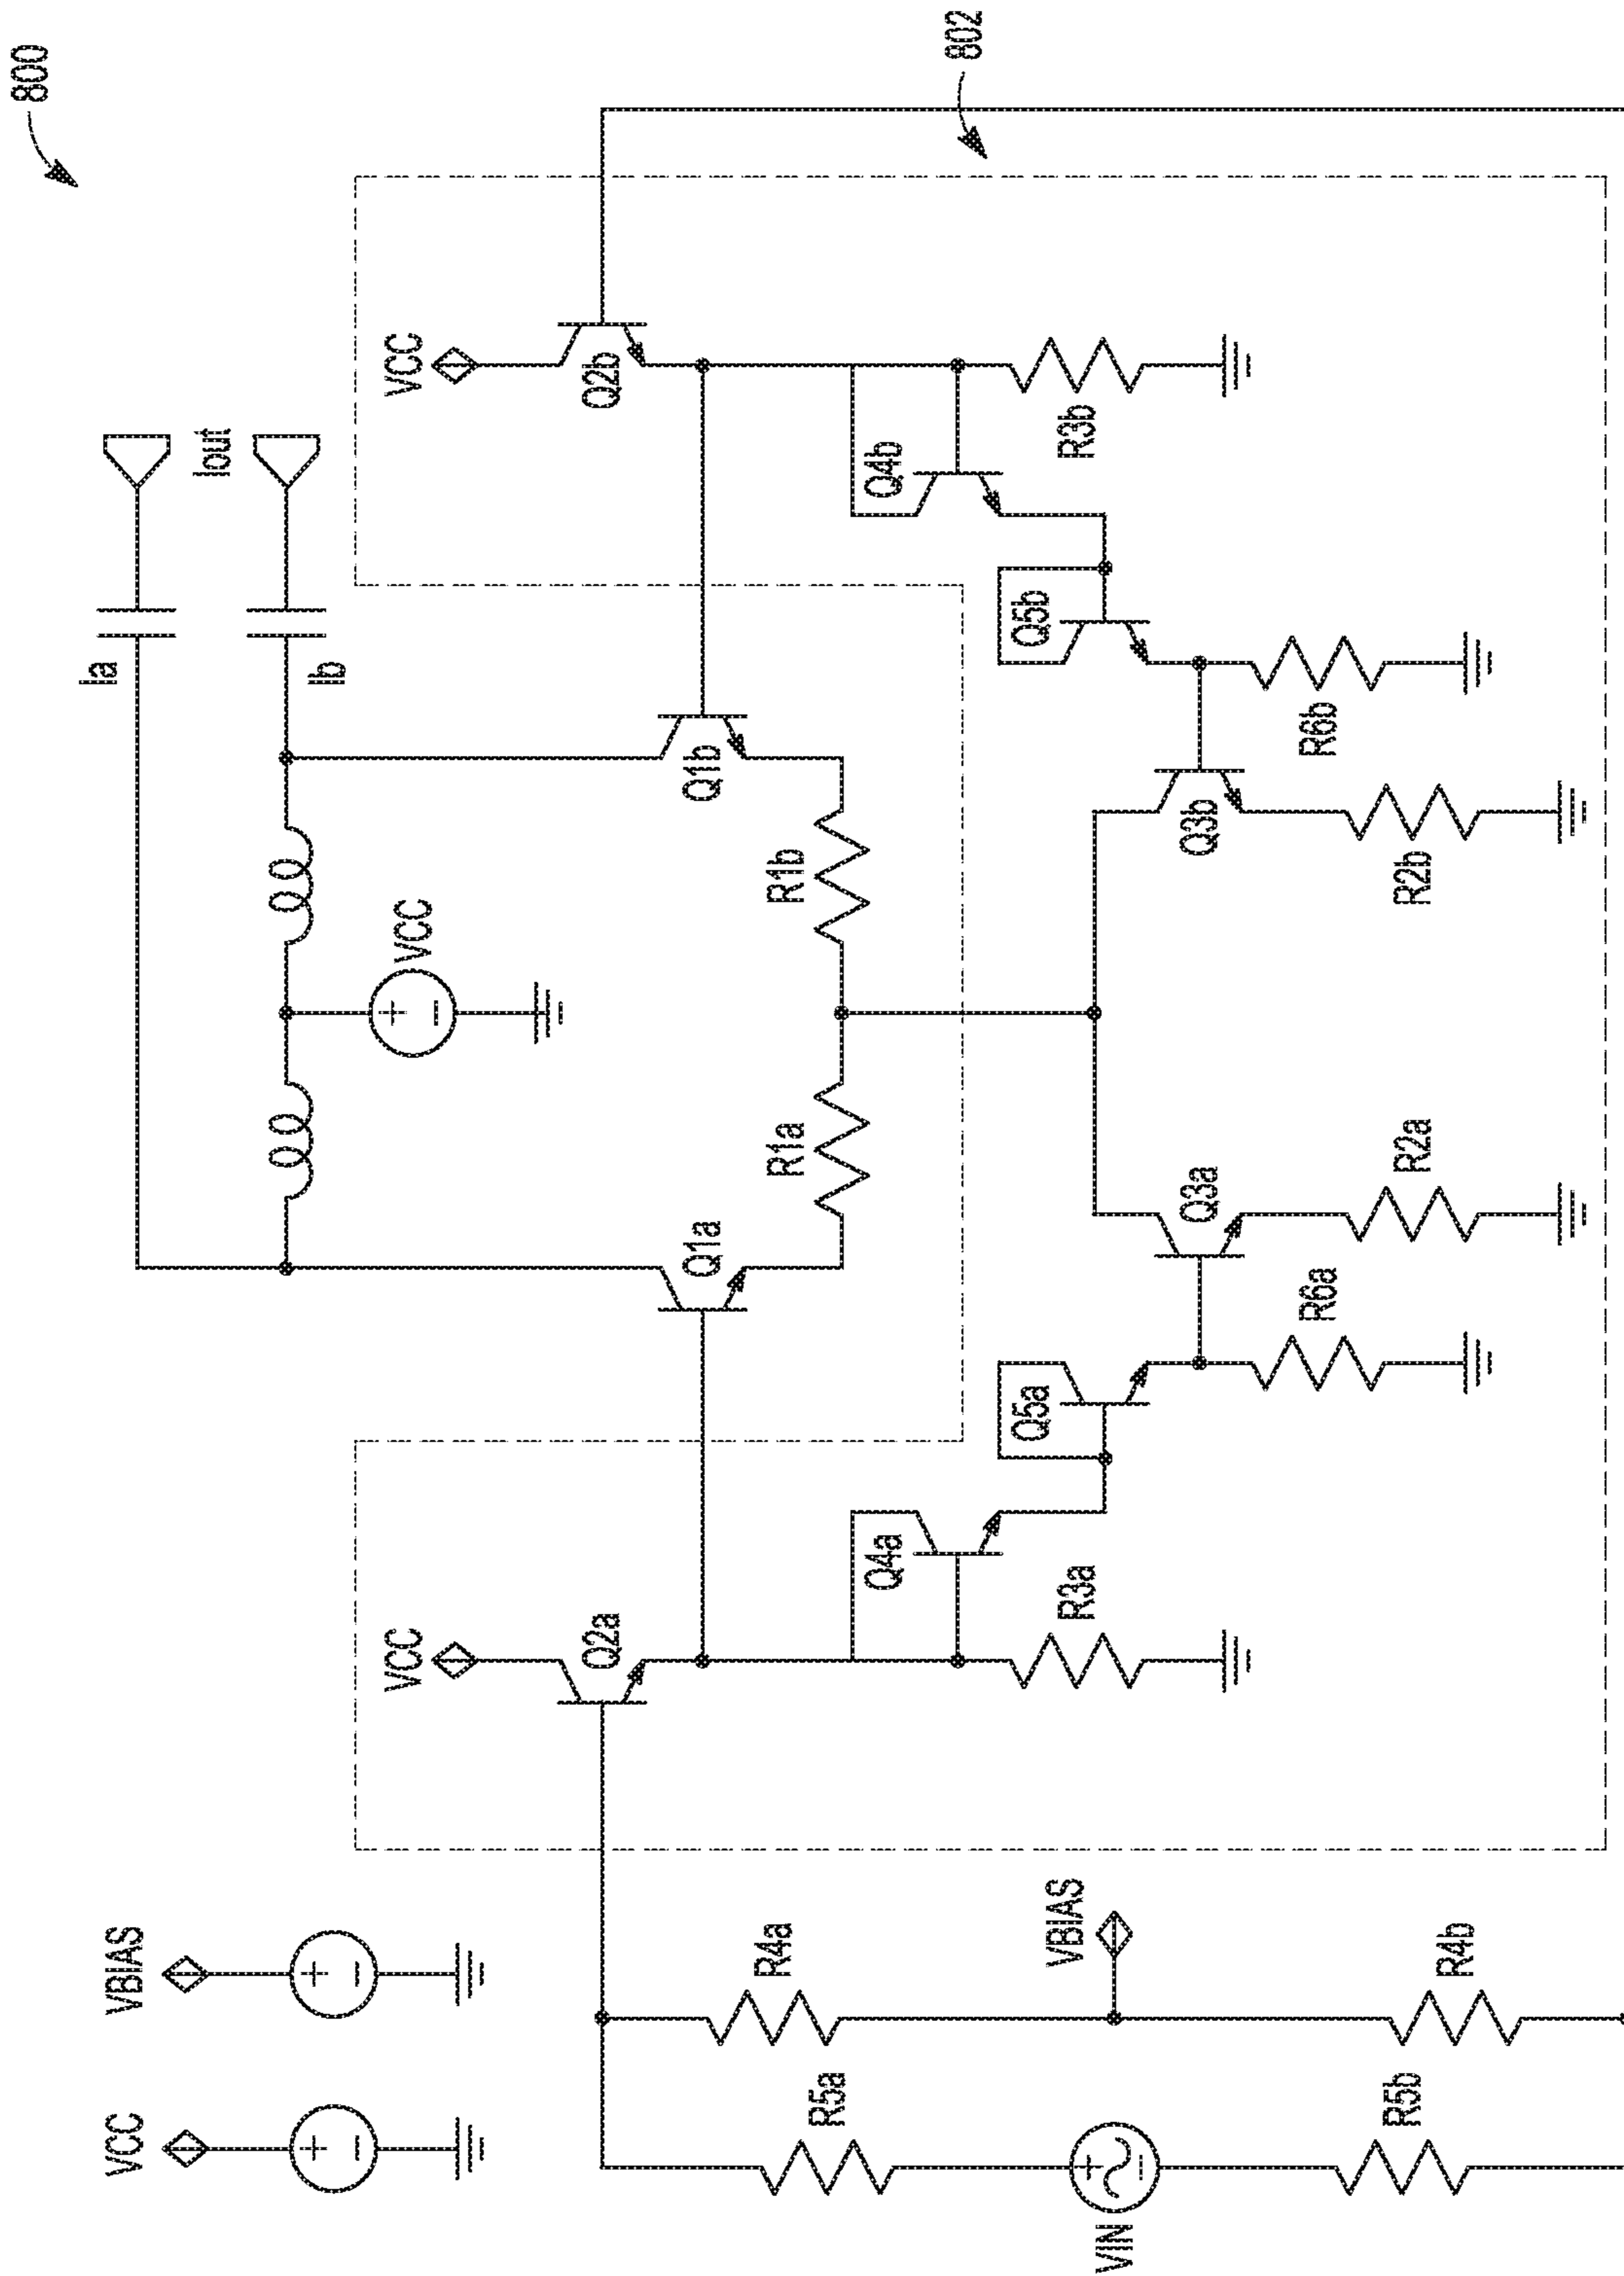 800
802
Ia
Iout
Ib
VCC
VCC
VCC
Q2a
Q1a
Q1b
Q2b
R1a
R1b
Q4a
Q4b
Q5a
Q5b
R3a
R3b
Q3a
Q3b
R6a
R6b
R2a
R2b
VCC
VBIAS
R5a
R4a
VIN
VBIAS
R5b
R4b